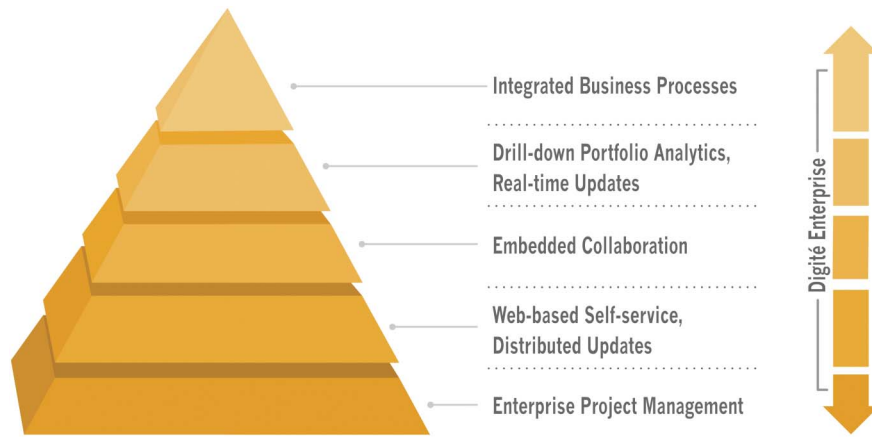 Integrated Business Processes
Drill-down Portfolio Analytics,
Real-time Updates
Embedded Collaboration
Web-based Self-service,
Distributed Updates
Enterprise Project Management
Digité Enterprise